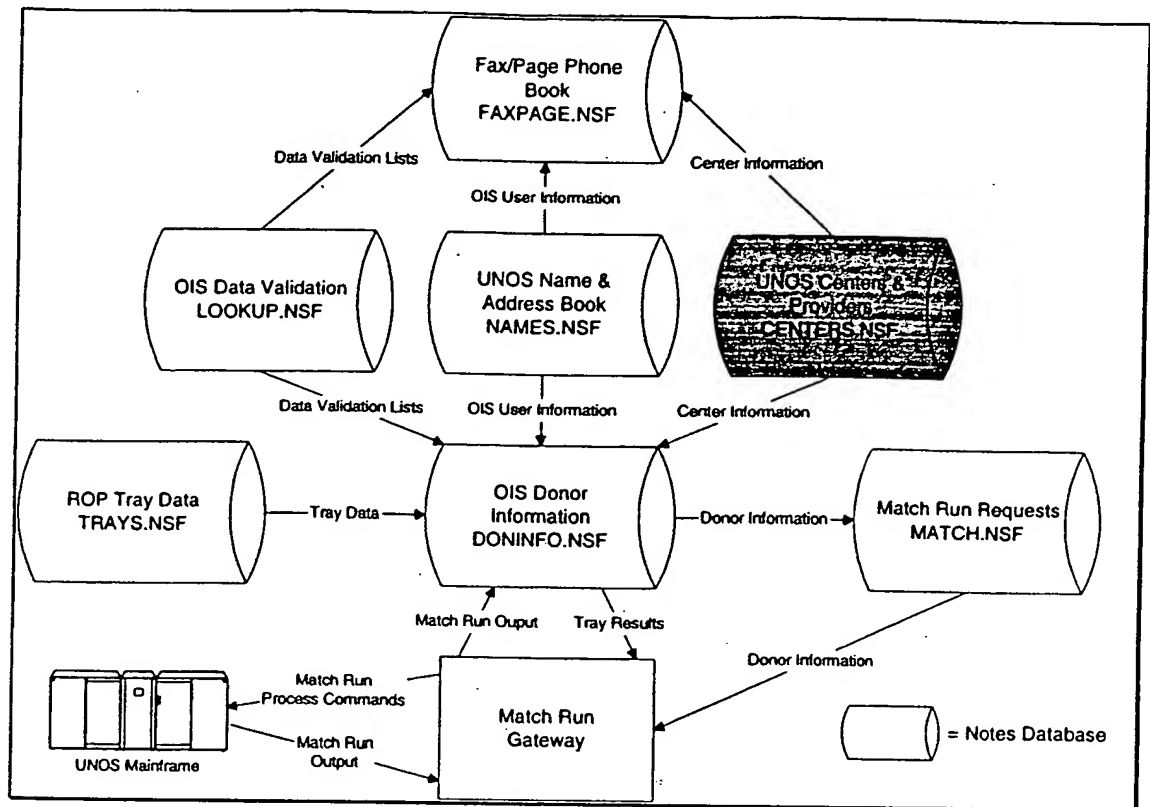 Fax/Page Phone
Book
FAXPAGE.NSF
Data Validation Lists
Center Information
OIS User Information
OIS Data Validation
LOOKUP.NSF
UNOS Name &
Address Book
NAMES.NSF
UNOS Centers &
Providers
CENTERS.NSF
Data Validation Lists
OIS User Information
Center Information
ROP Tray Data
TRAYS.NSF
Tray Data
OIS Donor
Information
DONINFO.NSF
Donor Information
Match Run Requests
MATCH.NSF
Match Run Ouput
Tray Results
Donor Information
Match Run
Process Commands
Match Run
Gateway
Match Run
Output
UNOS Mainframe
= Notes Database